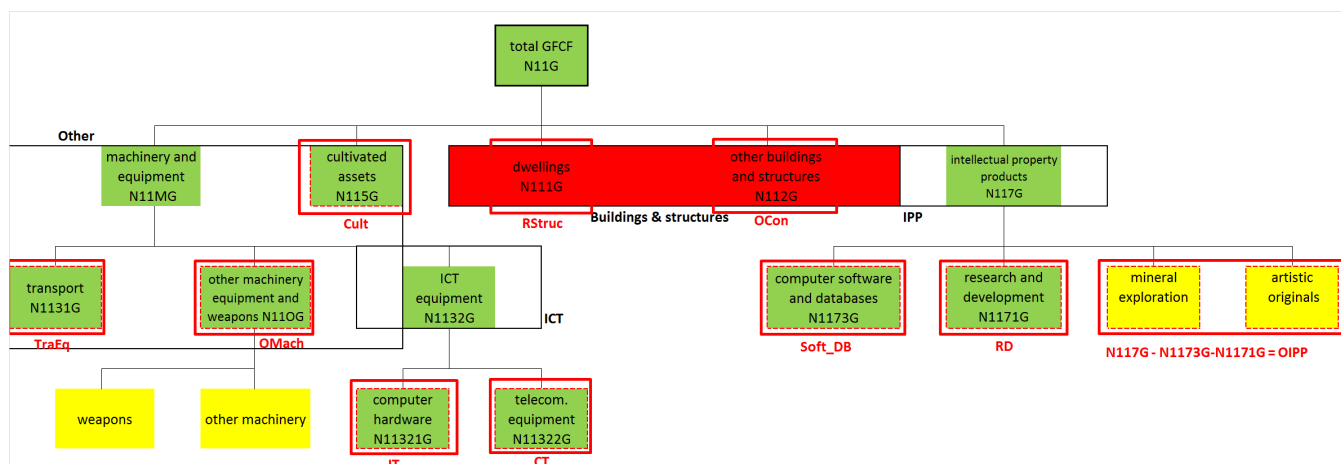 total GFCF
N11G
Other
machinery and
equipment
N11MG
cultivated
assets
N115G
Cult
dwellings
N111G
RStruc
other buildings
and structures
N112G
Buildings & structures
OCon
intellectual property
products
N117G
IPP
transport
N1131G
TraEq
other machinery
equipment and
weapons N11OG
OMach
ICT
equipment
N1132G
ICT
computer software
and databases
N1173G
Soft_DB
research and
development
N1171G
RD
mineral
exploration
artistic
originals
N117G - N1173G-N1171G = OIPP
weapons
other machinery
computer
hardware
N11321G
IT
telecom.
equipment
N11322G
CT